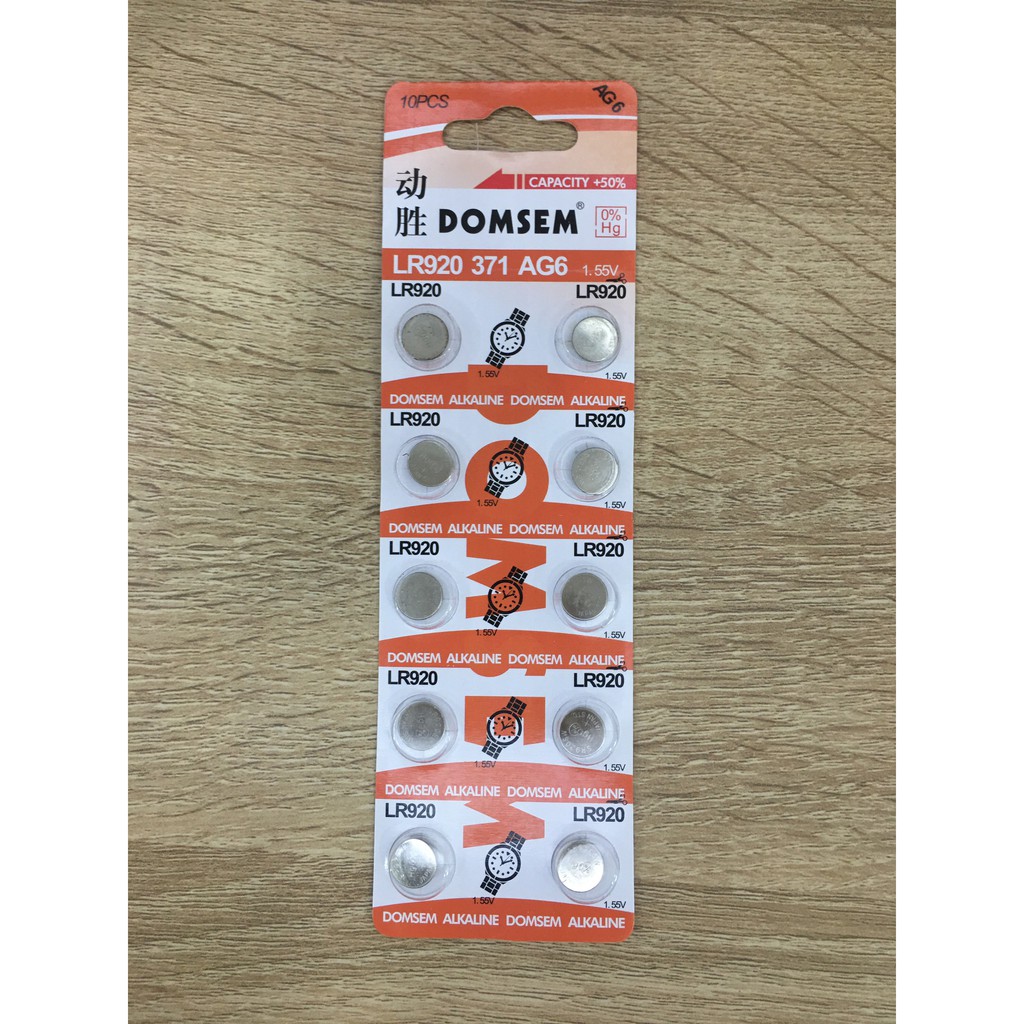 10PCS AG6
CAPACITY +50%
动胜 DOMSEM® 0% Hg
LR920 371 AG6 1.55V
LR920 LR920
1.55V 1.55V
DOMSEM ALKALINE DOMSEM ALKALINE
LR920 LR920
1.55V 1.55V
DOMSEM ALKALINE DOMSEM ALKALINE
LR920 LR920
1.55V 1.55V
DOMSEM ALKALINE DOMSEM ALKALINE
LR920 LR920
1.55V 1.55V
DOMSEM ALKALINE DOMSEM ALKALINE
LR920 LR920
1.55V 1.55V
DOMSEM ALKALINE DOMSEM ALKALINE